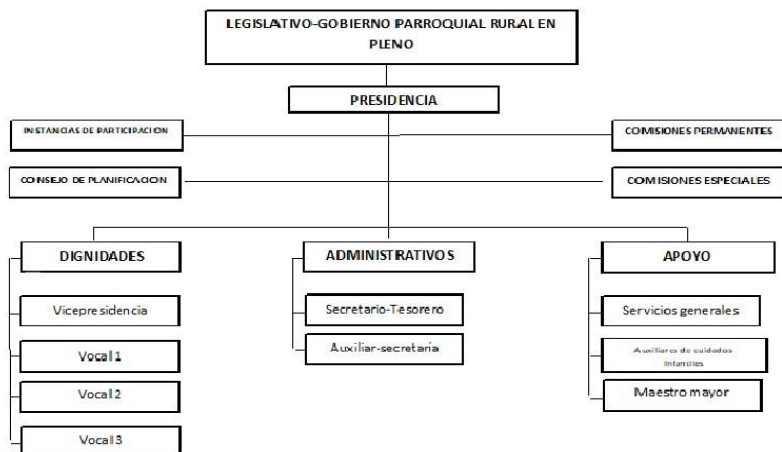 LEGISLATIVO-GOBIERNO PARROQUIAL RURAL EN
PLENO
PRESIDENCIA
INSTANCIAS DE PARTICIPACION
COMISIONES PERMANENTES
CONSEJO DE PLANIFICACION
COMISIONES ESPECIALES
DIGNIDADES
Vicepresidencia
Vocal 1
Vocal 2
Vocal 3
ADMINISTRATIVOS
Secretario-Tesorero
Auxiliar-secretaría
APOYO
Servicios generales
Auxiliares de cuidados
Infantiles
Maestro mayor